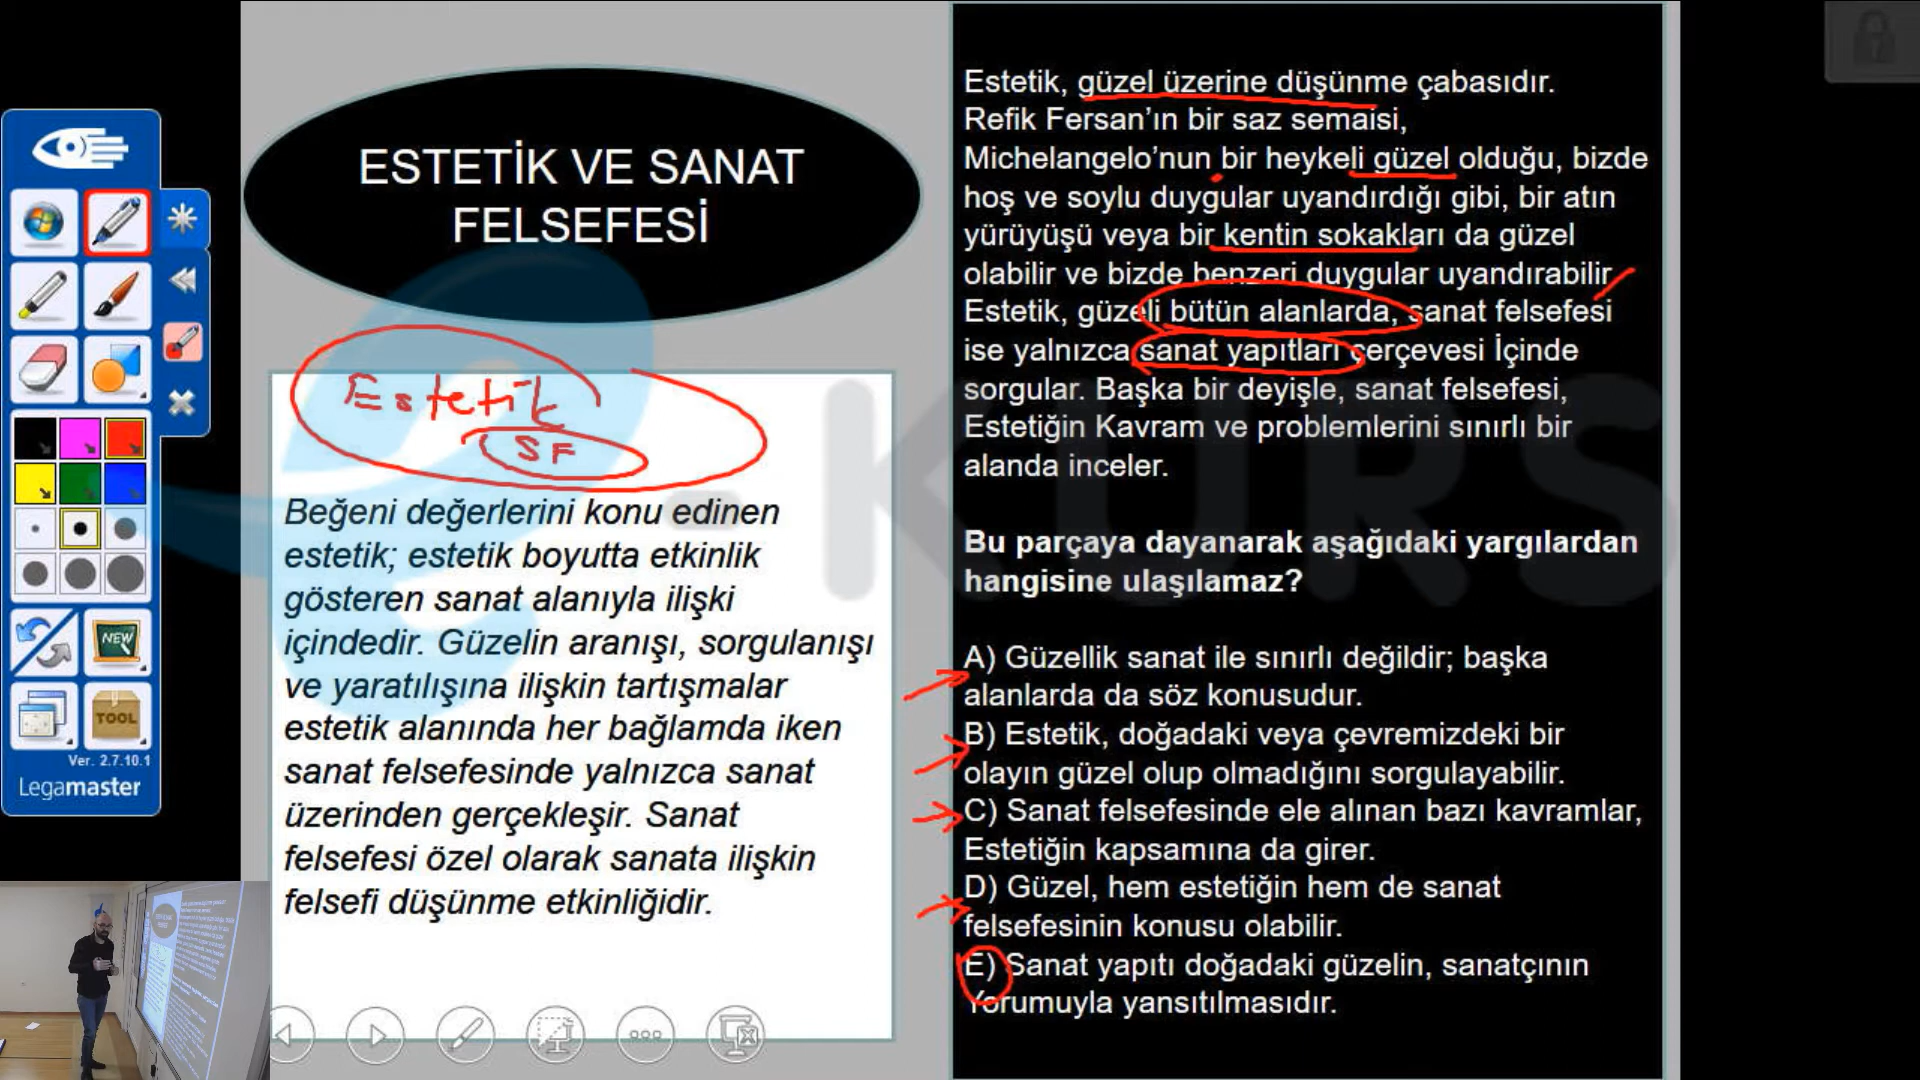 ESTETİK VE SANAT
FELSEFESİ
Estetik
SF
Beğeni değerlerini konu edinen
estetik; estetik boyutta etkinlik
gösteren sanat alanıyla ilişki
içindedir. Güzelin aranışı, sorgulanışı
ve yaratılışına ilişkin tartışmalar
estetik alanında her bağlamda iken
sanat felsefesinde yalnızca sanat
üzerinden gerçekleşir. Sanat
felsefesi özel olarak sanata ilişkin
felsefi düşünme etkinliğidir.
Estetik, güzel üzerine düşünme çabasıdır.
Refik Fersan’ın bir saz semaisi,
Michelangelo’nun bir heykeli güzel olduğu, bizde
hoş ve soylu duygular uyandırdığı gibi, bir atın
yürüyüşü veya bir kentin sokakları da güzel
olabilir ve bizde benzeri duygular uyandırabilir.
Estetik, güzeli bütün alanlarda, sanat felsefesi
ise yalnızca sanat yapıtları çerçevesi İçinde
sorgular. Başka bir deyişle, sanat felsefesi,
Estetiğin Kavram ve problemlerini sınırlı bir
alanda inceler.
Bu parçaya dayanarak aşağıdaki yargılardan
hangisine ulaşılamaz?
A) Güzellik sanat ile sınırlı değildir; başka
alanlarda da söz konusudur.
B) Estetik, doğadaki veya çevremizdeki bir
olayın güzel olup olmadığını sorgulayabilir.
C) Sanat felsefesinde ele alınan bazı kavramlar,
Estetiğin kapsamına da girer.
D) Güzel, hem estetiğin hem de sanat
felsefesinin konusu olabilir.
E) Sanat yapıtı doğadaki güzelin, sanatçının
Yorumuyla yansıtılmasıdır.
- KURS
NEW
TOOL
Ver. 2.7.10.1
Legamaster